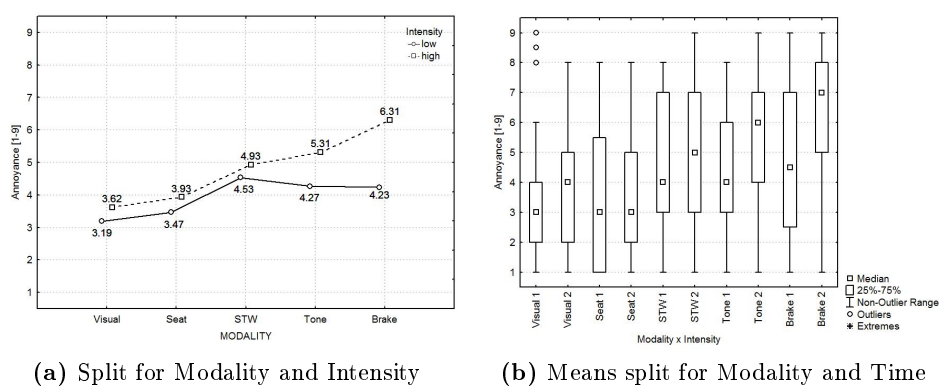 Intensity
low
high
Annoyance [1-9]
9
8
7
6
5
4
3
2
1
3.62
3.93
4.93
5.31
6.31
3.19
3.47
4.53
4.27
4.23
Visual
Seat
STW
Tone
Brake
MODALITY
(a) Split for Modality and Intensity
Annoyance [1-9]
9
8
7
6
5
4
3
2
1
Visual 1
Visual 2
Seat 1
Seat 2
STW 1
STW 2
Tone 1
Tone 2
Brake 1
Brake 2
Modality x Intensity
Median
25%-75%
Non-Outlier Range
Outliers
Extremes
(b) Means split for Modality and Time